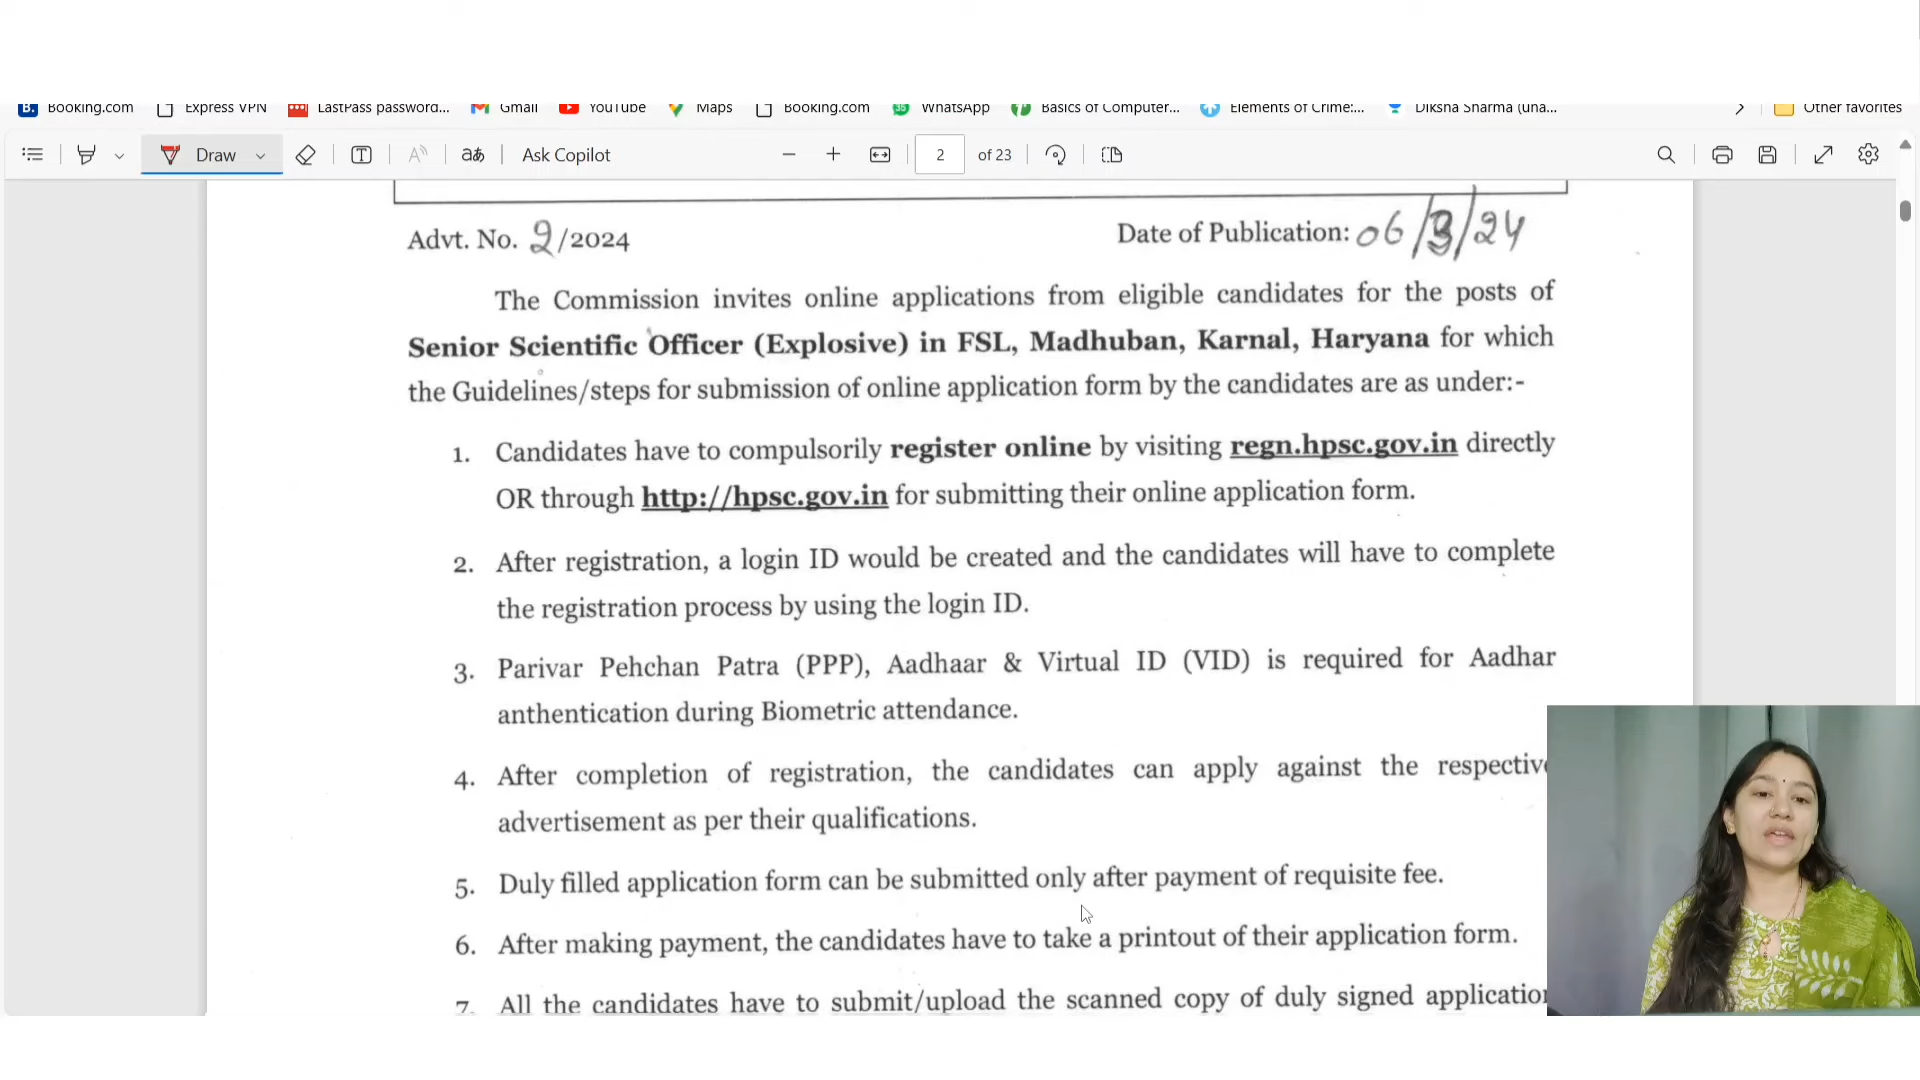 Booking.com Express VPN LastPass password... Gmail YouTube Maps Booking.com WhatsApp Basics of Computer... Elements of Crime:... Diksha Sharma (una... Other favorites
Draw aあ Ask Copilot 2 of 23
Advt. No. 2/2024 Date of Publication: 06/3/24
The Commission invites online applications from eligible candidates for the posts of
Senior Scientific Officer (Explosive) in FSL, Madhuban, Karnal, Haryana for which
the Guidelines/steps for submission of online application form by the candidates are as under:-
1. Candidates have to compulsorily register online by visiting regn.hpsc.gov.in directly
OR through http://hpsc.gov.in for submitting their online application form.
2. After registration, a login ID would be created and the candidates will have to complete
the registration process by using the login ID.
3. Parivar Pehchan Patra (PPP), Aadhaar & Virtual ID (VID) is required for Aadhar
anthentication during Biometric attendance.
4. After completion of registration, the candidates can apply against the respective
advertisement as per their qualifications.
5. Duly filled application form can be submitted only after payment of requisite fee.
6. After making payment, the candidates have to take a printout of their application form.
7. All the candidates have to submit/upload the scanned copy of duly signed application